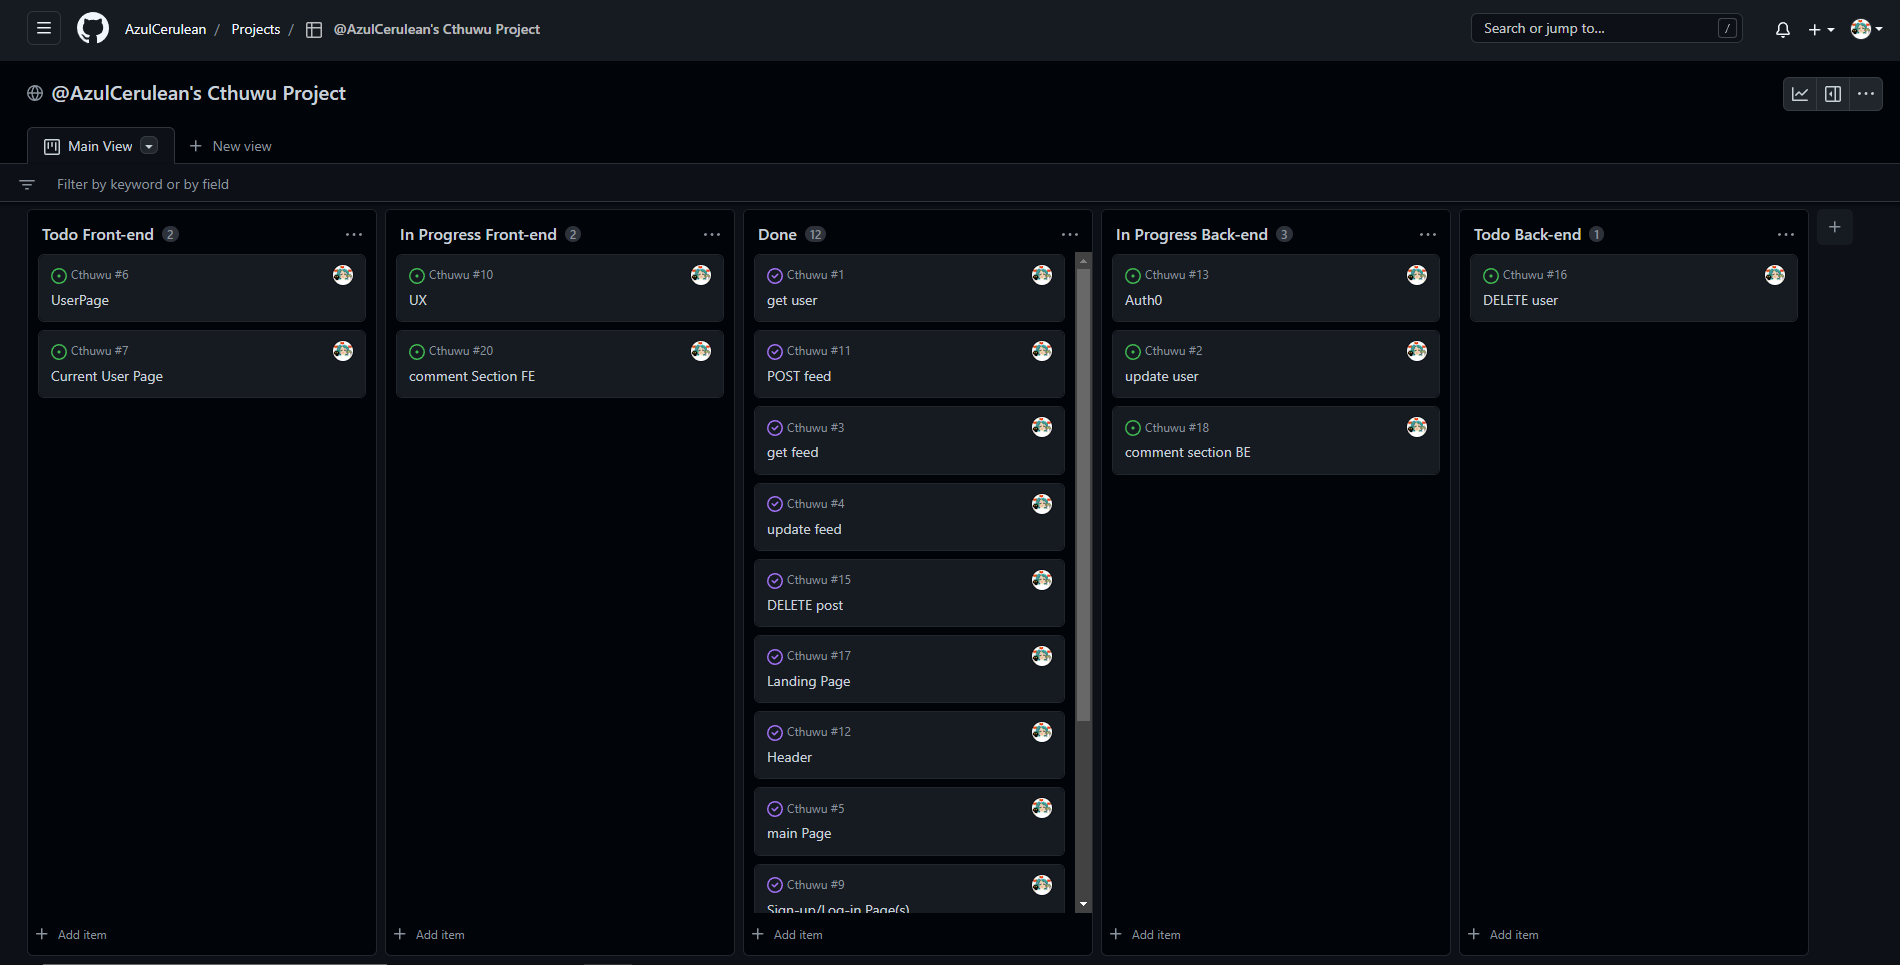 AzulCerulean / Projects / @AzulCerulean's Cthuwu Project
Search or jump to... /
@AzulCerulean's Cthuwu Project
Main View
New view
Filter by keyword or by field
Todo Front-end 2
Cthuwu #6
UserPage
Cthuwu #7
Current User Page
Add item
In Progress Front-end 2
Cthuwu #10
UX
Cthuwu #20
comment Section FE
Add item
Done 12
Cthuwu #1
get user
Cthuwu #11
POST feed
Cthuwu #3
get feed
Cthuwu #4
update feed
Cthuwu #15
DELETE post
Cthuwu #17
Landing Page
Cthuwu #12
Header
Cthuwu #5
main Page
Cthuwu #9
Sign-up/Log-in Page(s)
Add item
In Progress Back-end 3
Cthuwu #13
Auth0
Cthuwu #2
update user
Cthuwu #18
comment section BE
Add item
Todo Back-end 1
Cthuwu #16
DELETE user
Add item